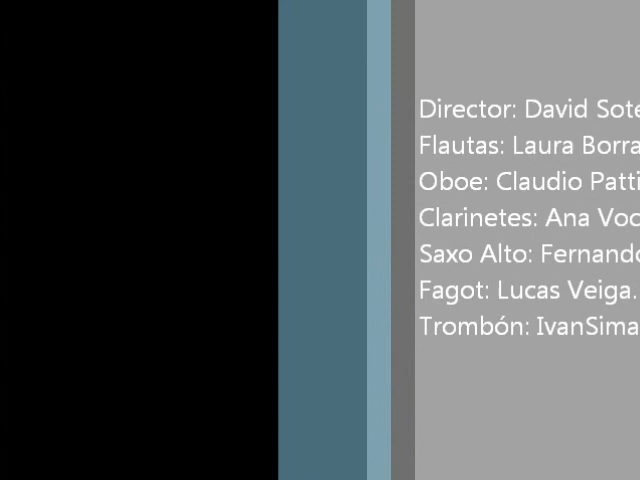 Director: David Sote
Flautas: Laura Borra
Oboe: Claudio Patti
Clarinetes: Ana Voc
Saxo Alto: Fernando
Fagot: Lucas Veiga.
Trombón: IvanSima